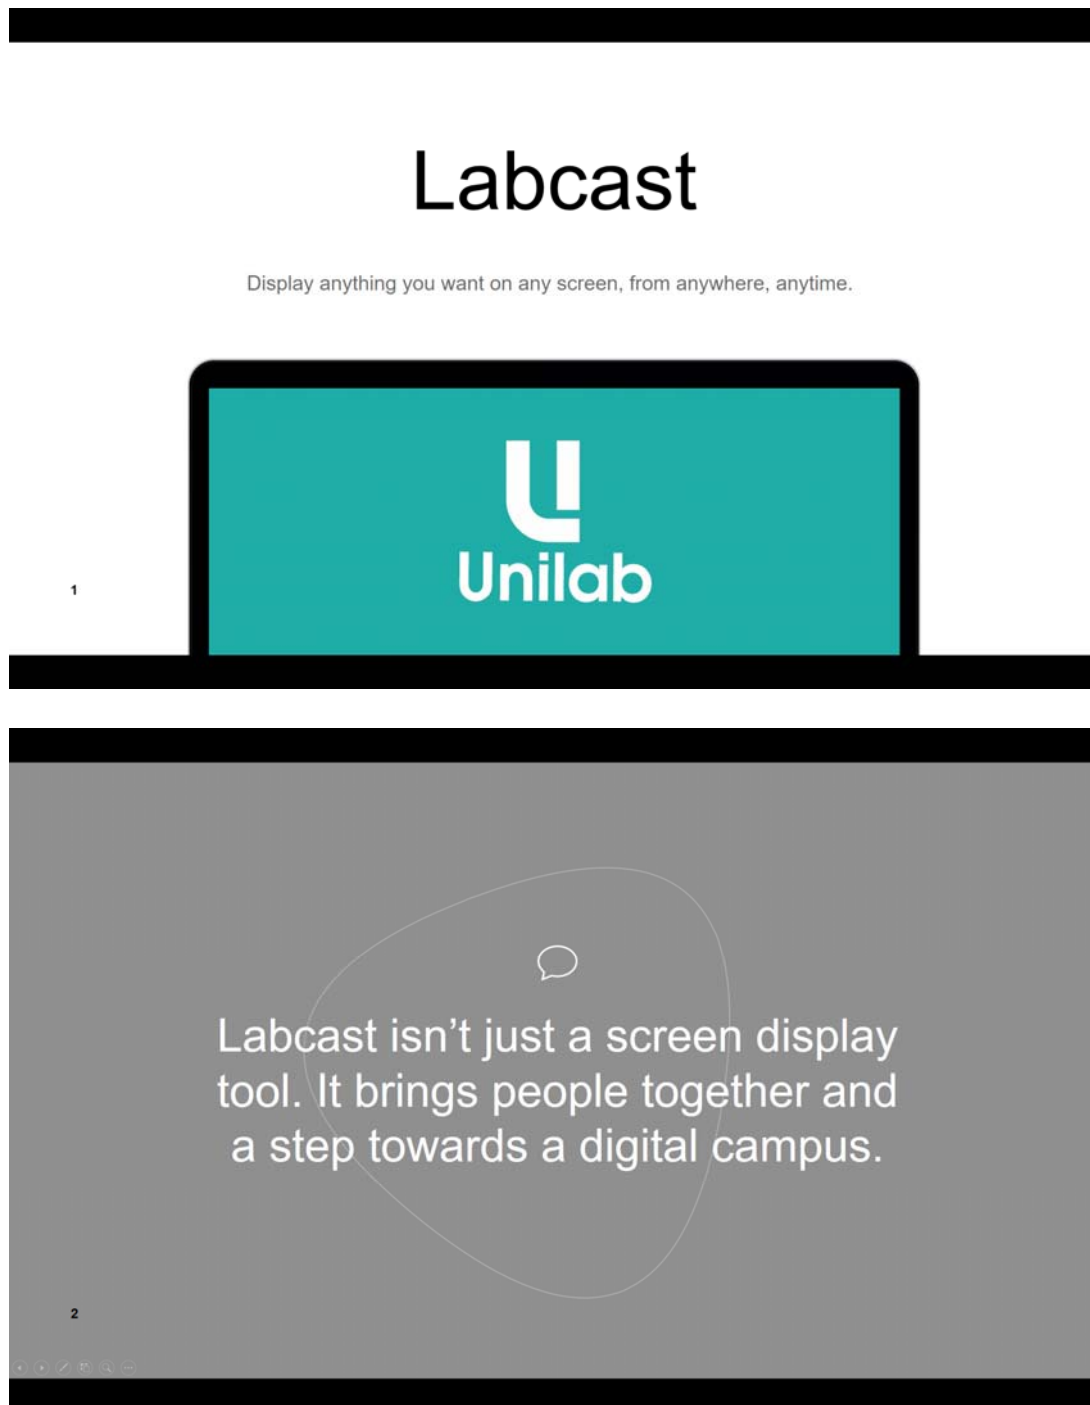 Labcast
Display anything you want on any screen, from anywhere, anytime.
Unilab
1
Labcast isn’t just a screen display
tool. It brings people together and
a step towards a digital campus.
2